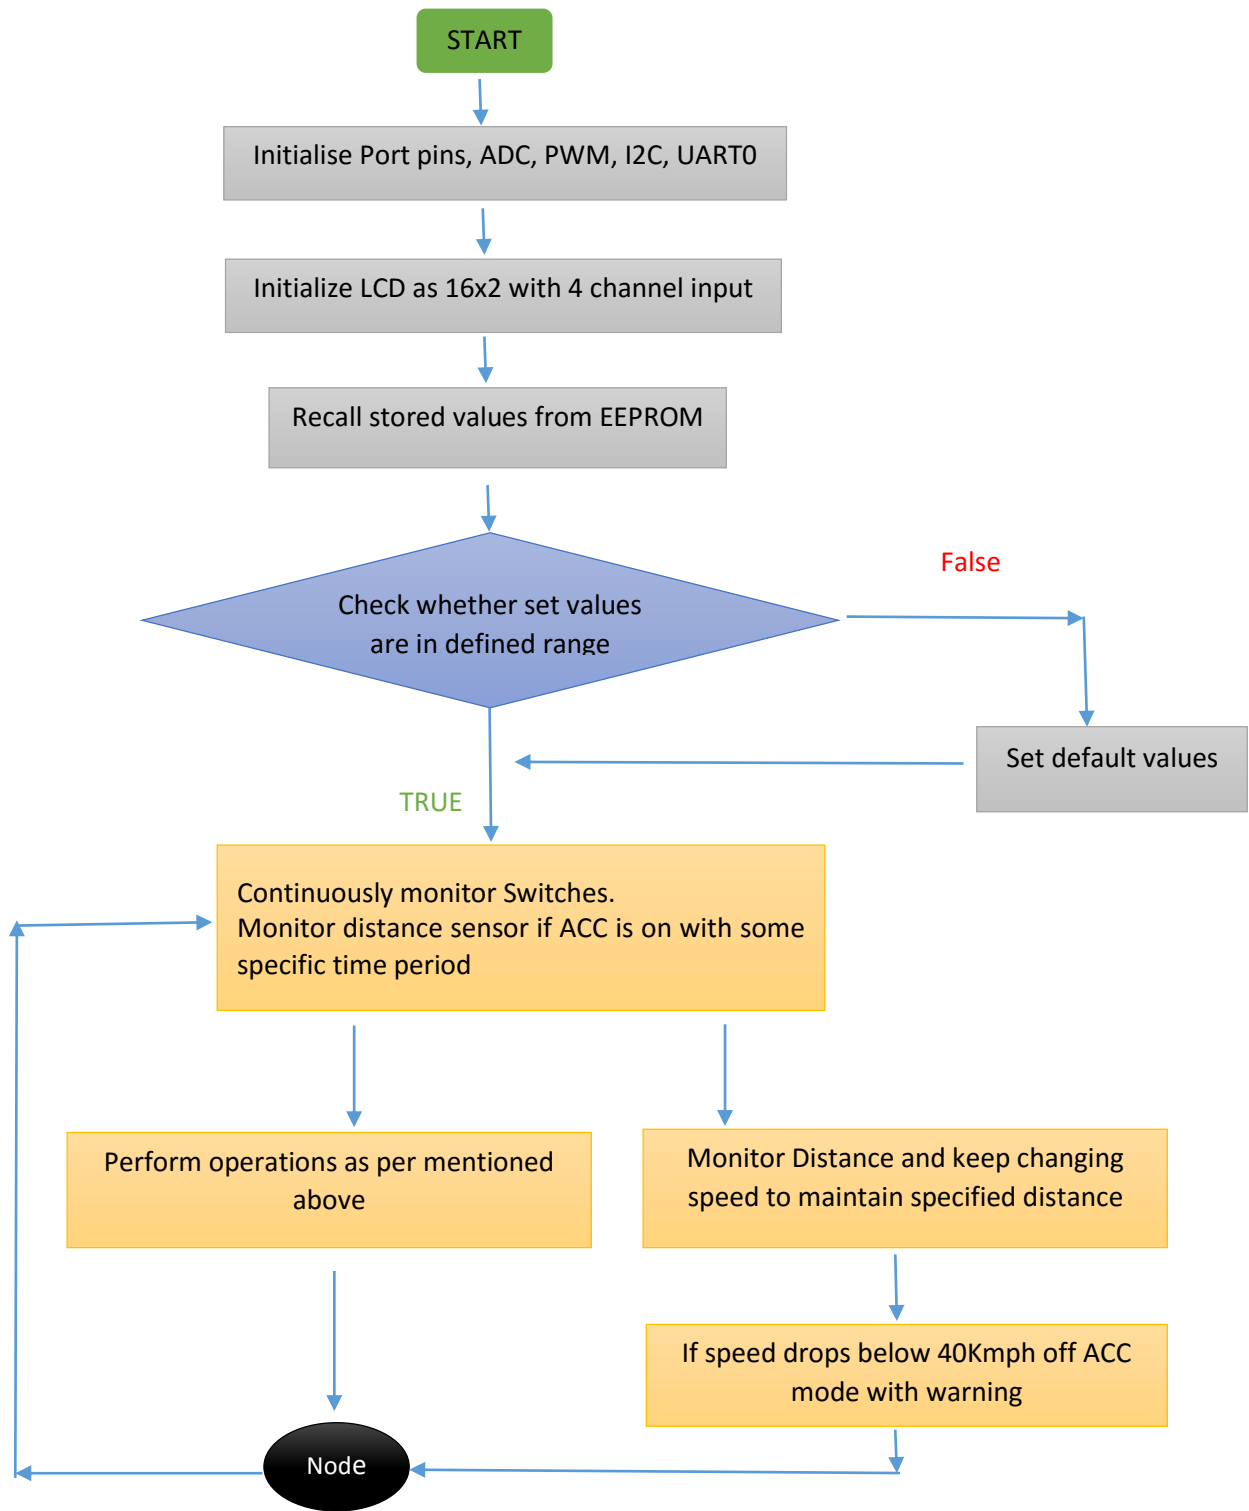 START
Initialise Port pins, ADC, PWM, I2C, UART0
Initialize LCD as 16x2 with 4 channel input
Recall stored values from EEPROM
False
Check whether set values
are in defined range
Set default values
TRUE
Continuously monitor Switches.
Monitor distance sensor if ACC is on with some
specific time period
Perform operations as per mentioned
above
Monitor Distance and keep changing
speed to maintain specified distance
If speed drops below 40Kmph off ACC
mode with warning
Node